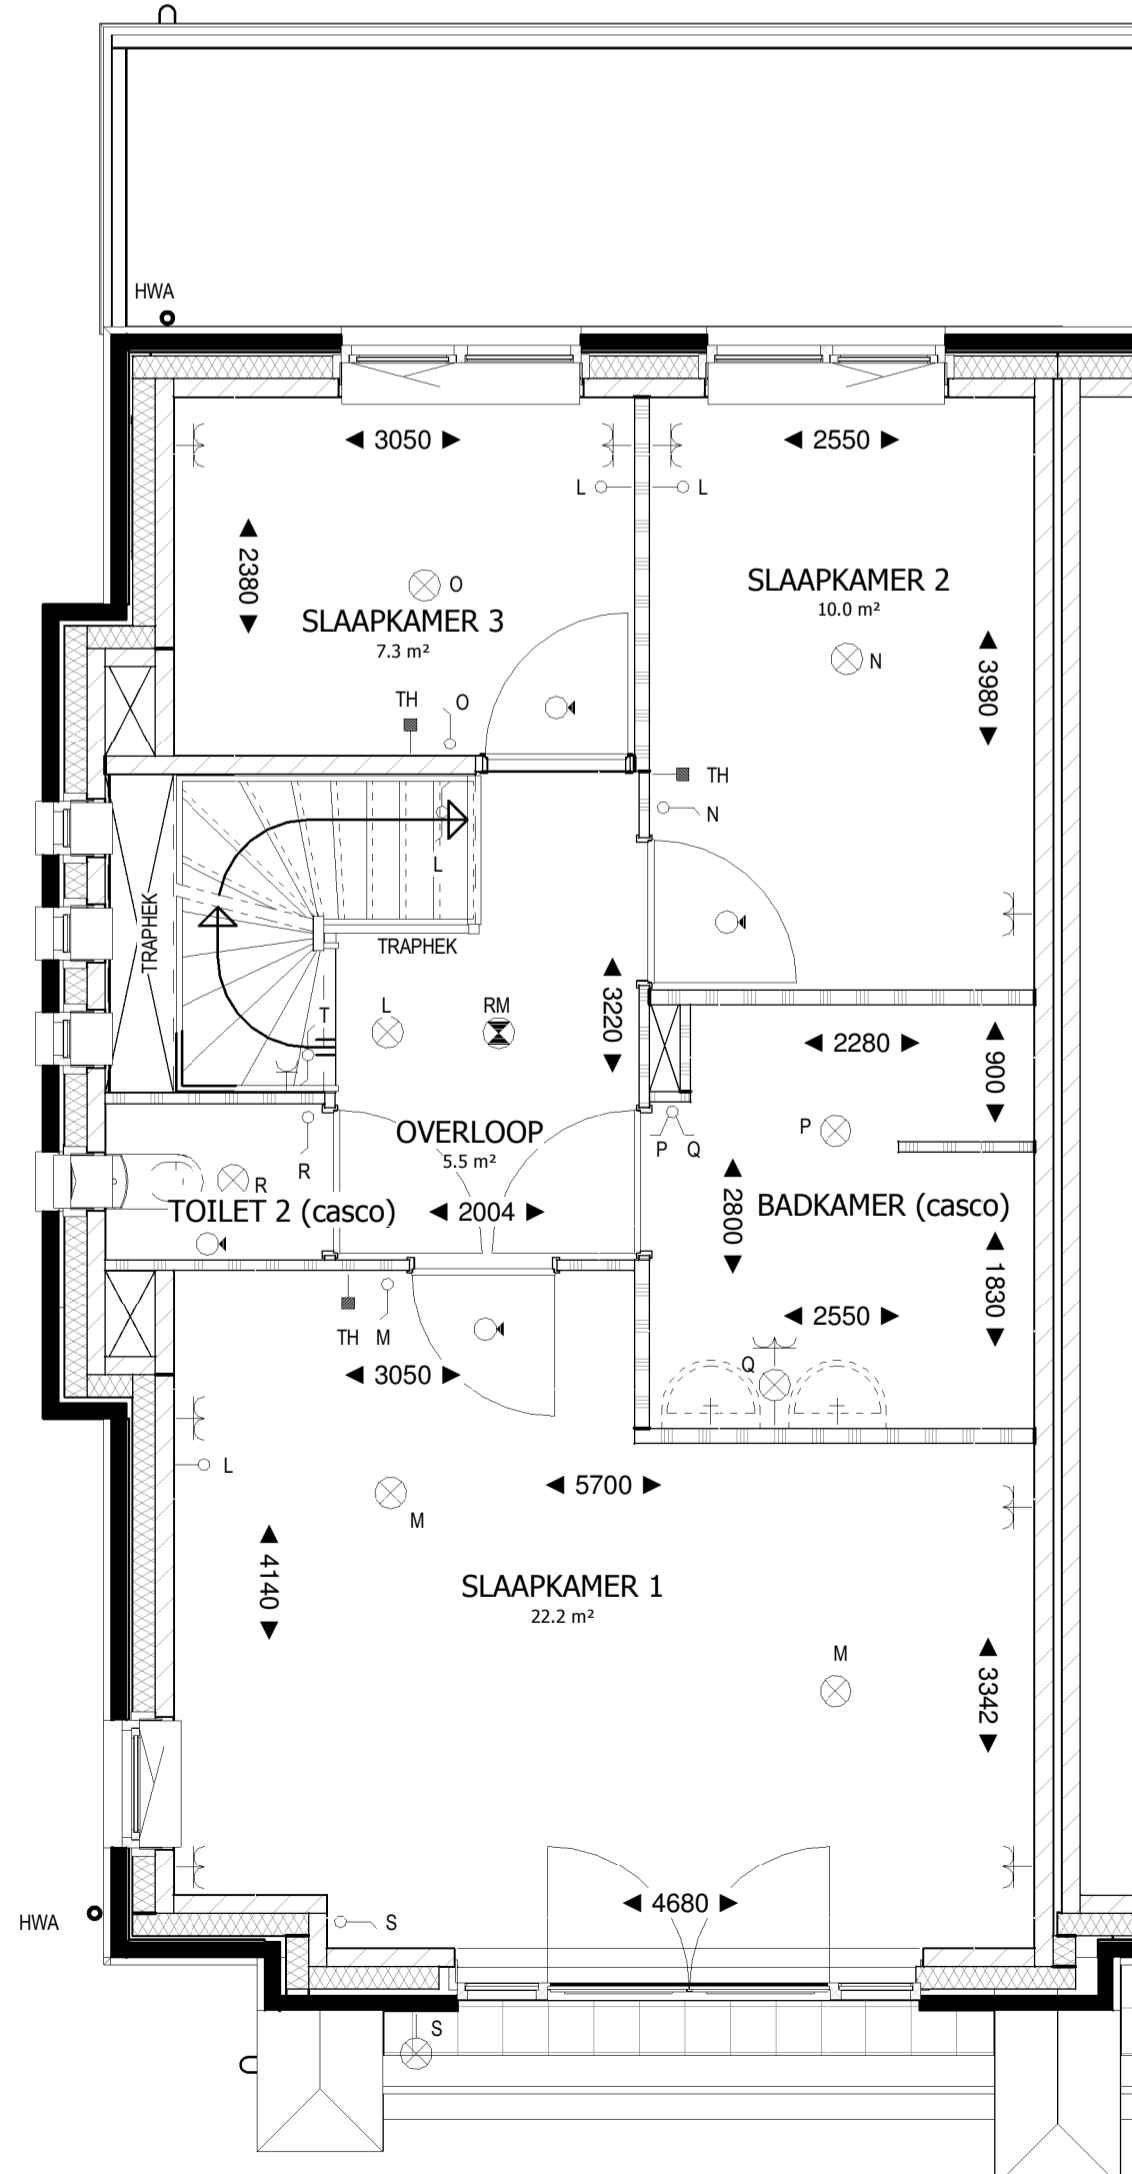 HWA
3050
2550
L
L
2380
O
SLAAPKAMER 3
7.3 m²
SLAAPKAMER 2
10.0 m²
N
3980
TH
O
TH
N
L
TRAPHEK
TRAPHEK
T
L
RM
3220
2280
900
P
P Q
OVERLOOP
5.5 m²
R
R
TOILET 2 (casco)
2004
2800
BADKAMER (casco)
1830
2550
TH M
3050
Q
L
5700
M
4140
SLAAPKAMER 1
22.2 m²
M
3342
4680
HWA
S
S